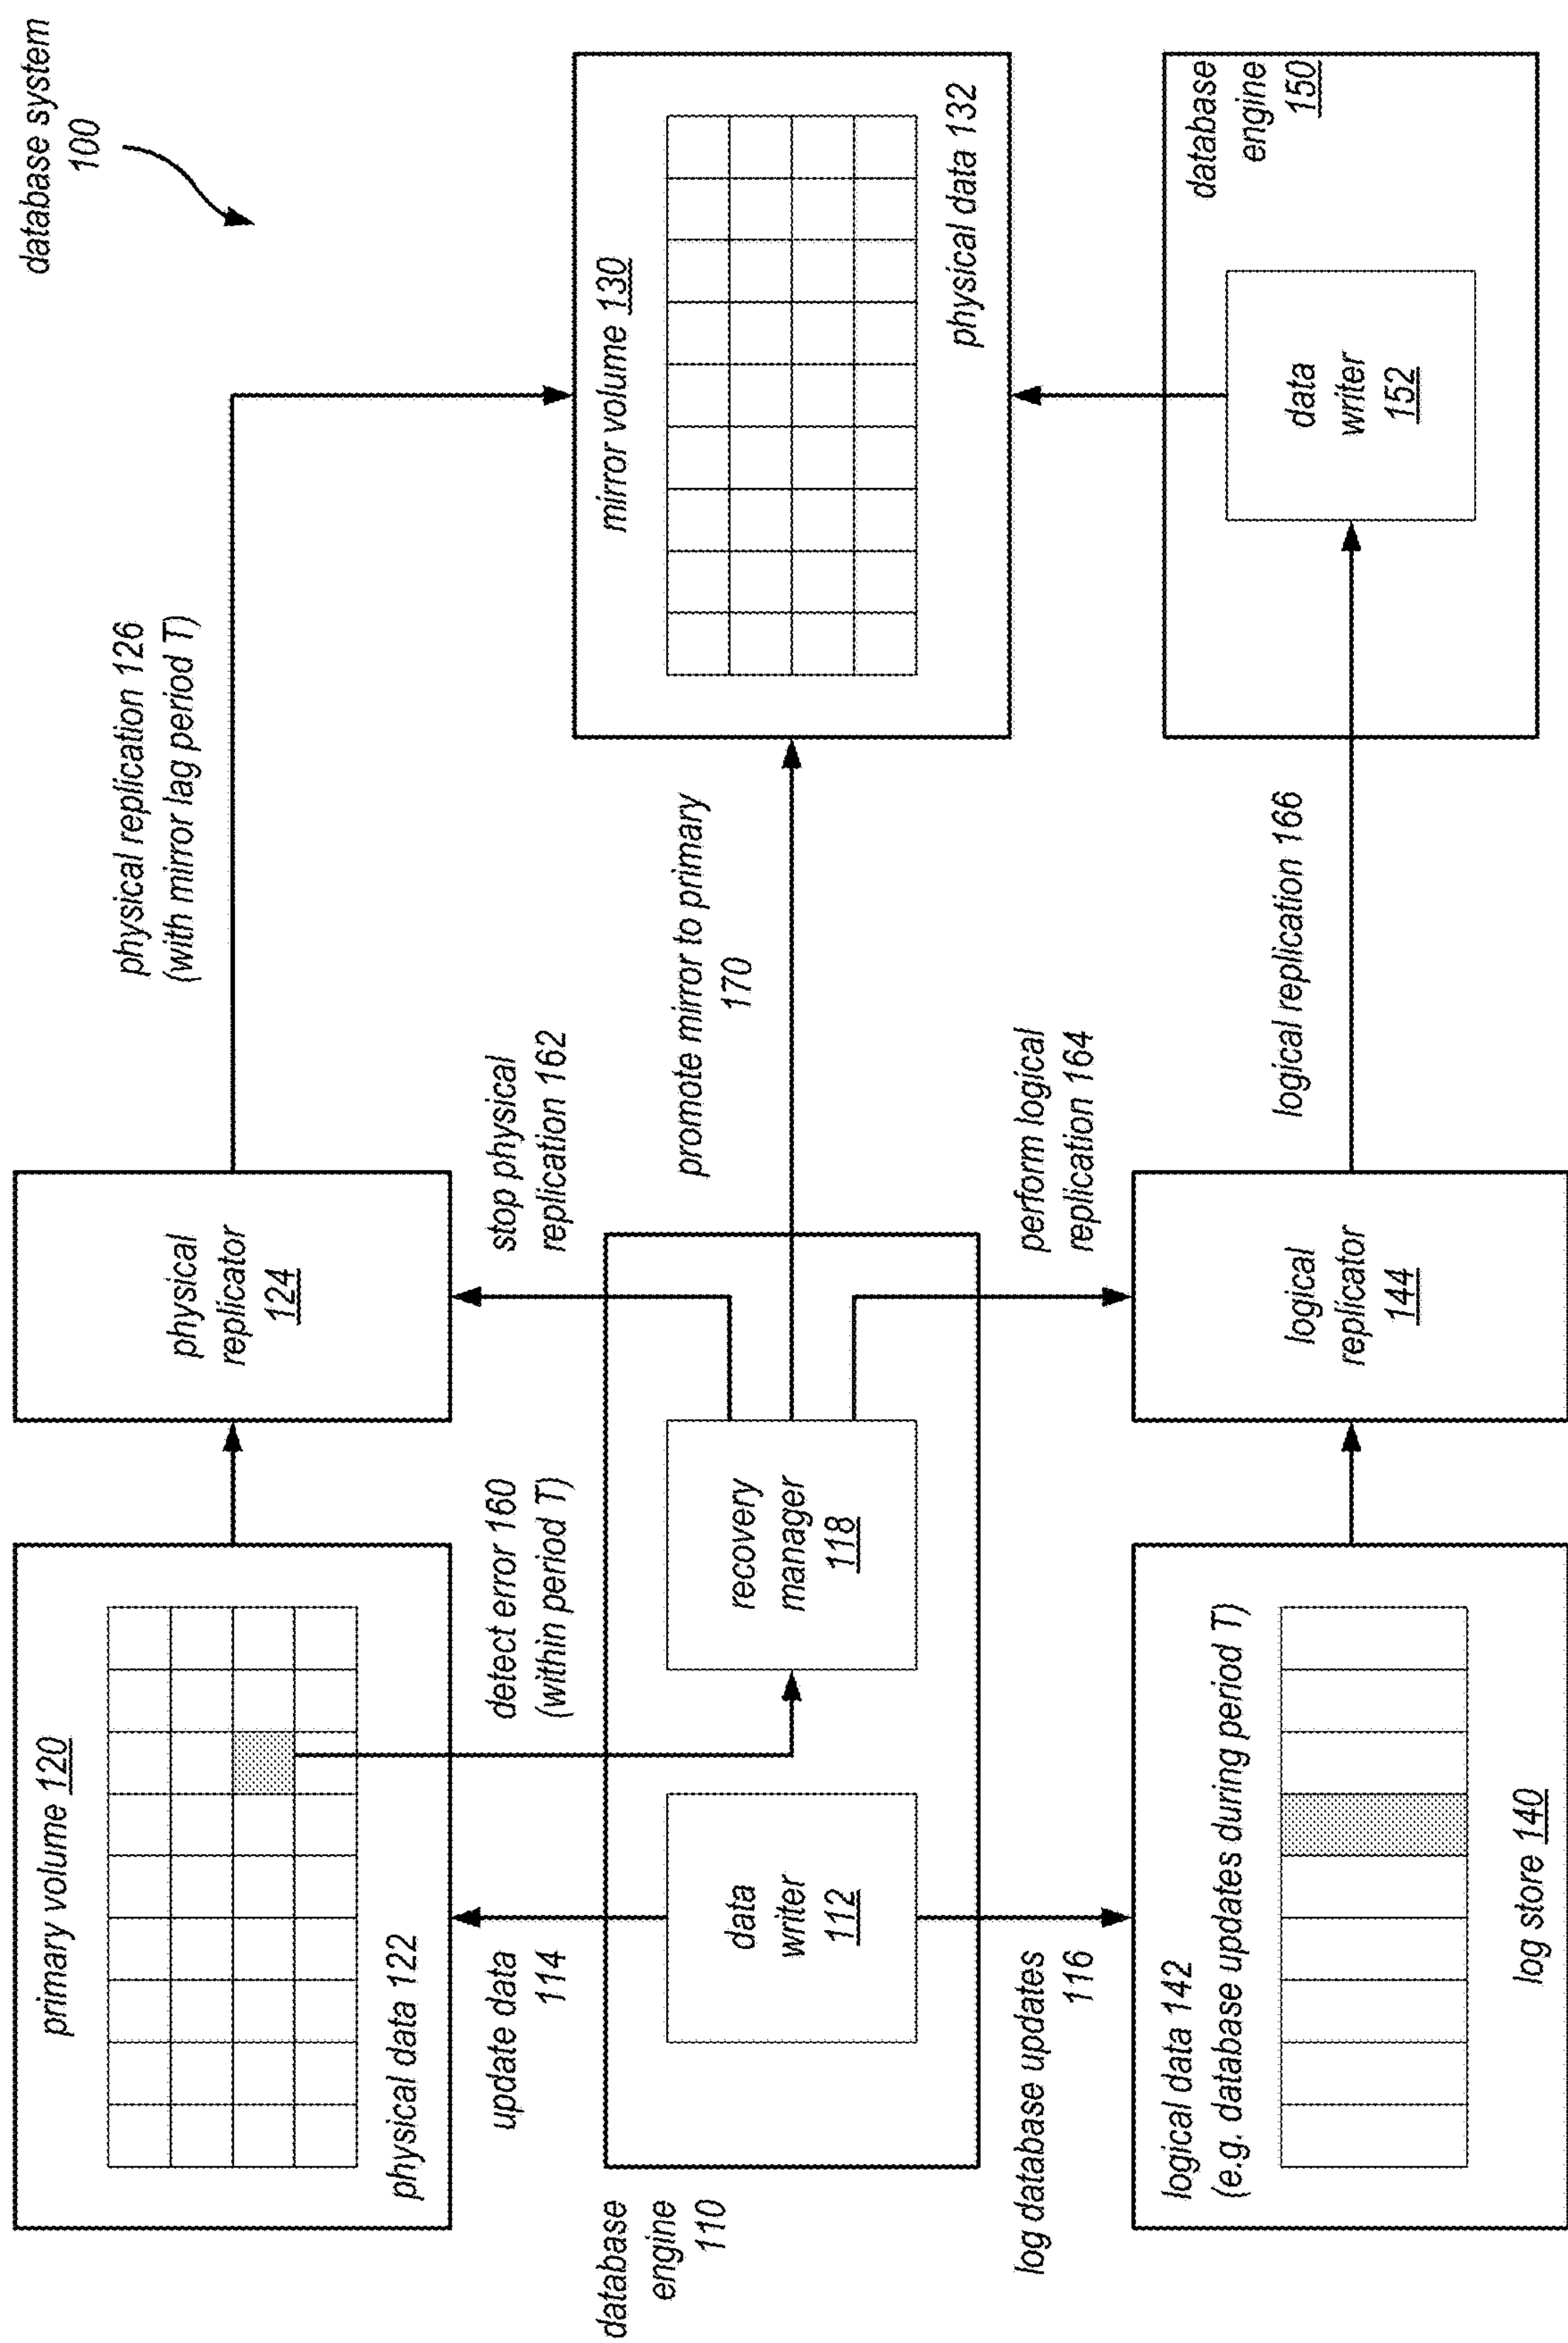 database system
100
primary volume 120
physical data 122
physical
replicator
124
physical replication 126
(with mirror lag period T)
update data
114
detect error 160
(within period T)
stop physical
replication 162
database
engine
110
data
writer
112
recovery
manager
118
promote mirror to primary
170
mirror volume 130
physical data 132
log database updates
116
perform logical
replication 164
logical data 142
(e.g. database updates during period T)
log store 140
logical
replicator
144
logical replication 166
database
engine
150
data
writer
152